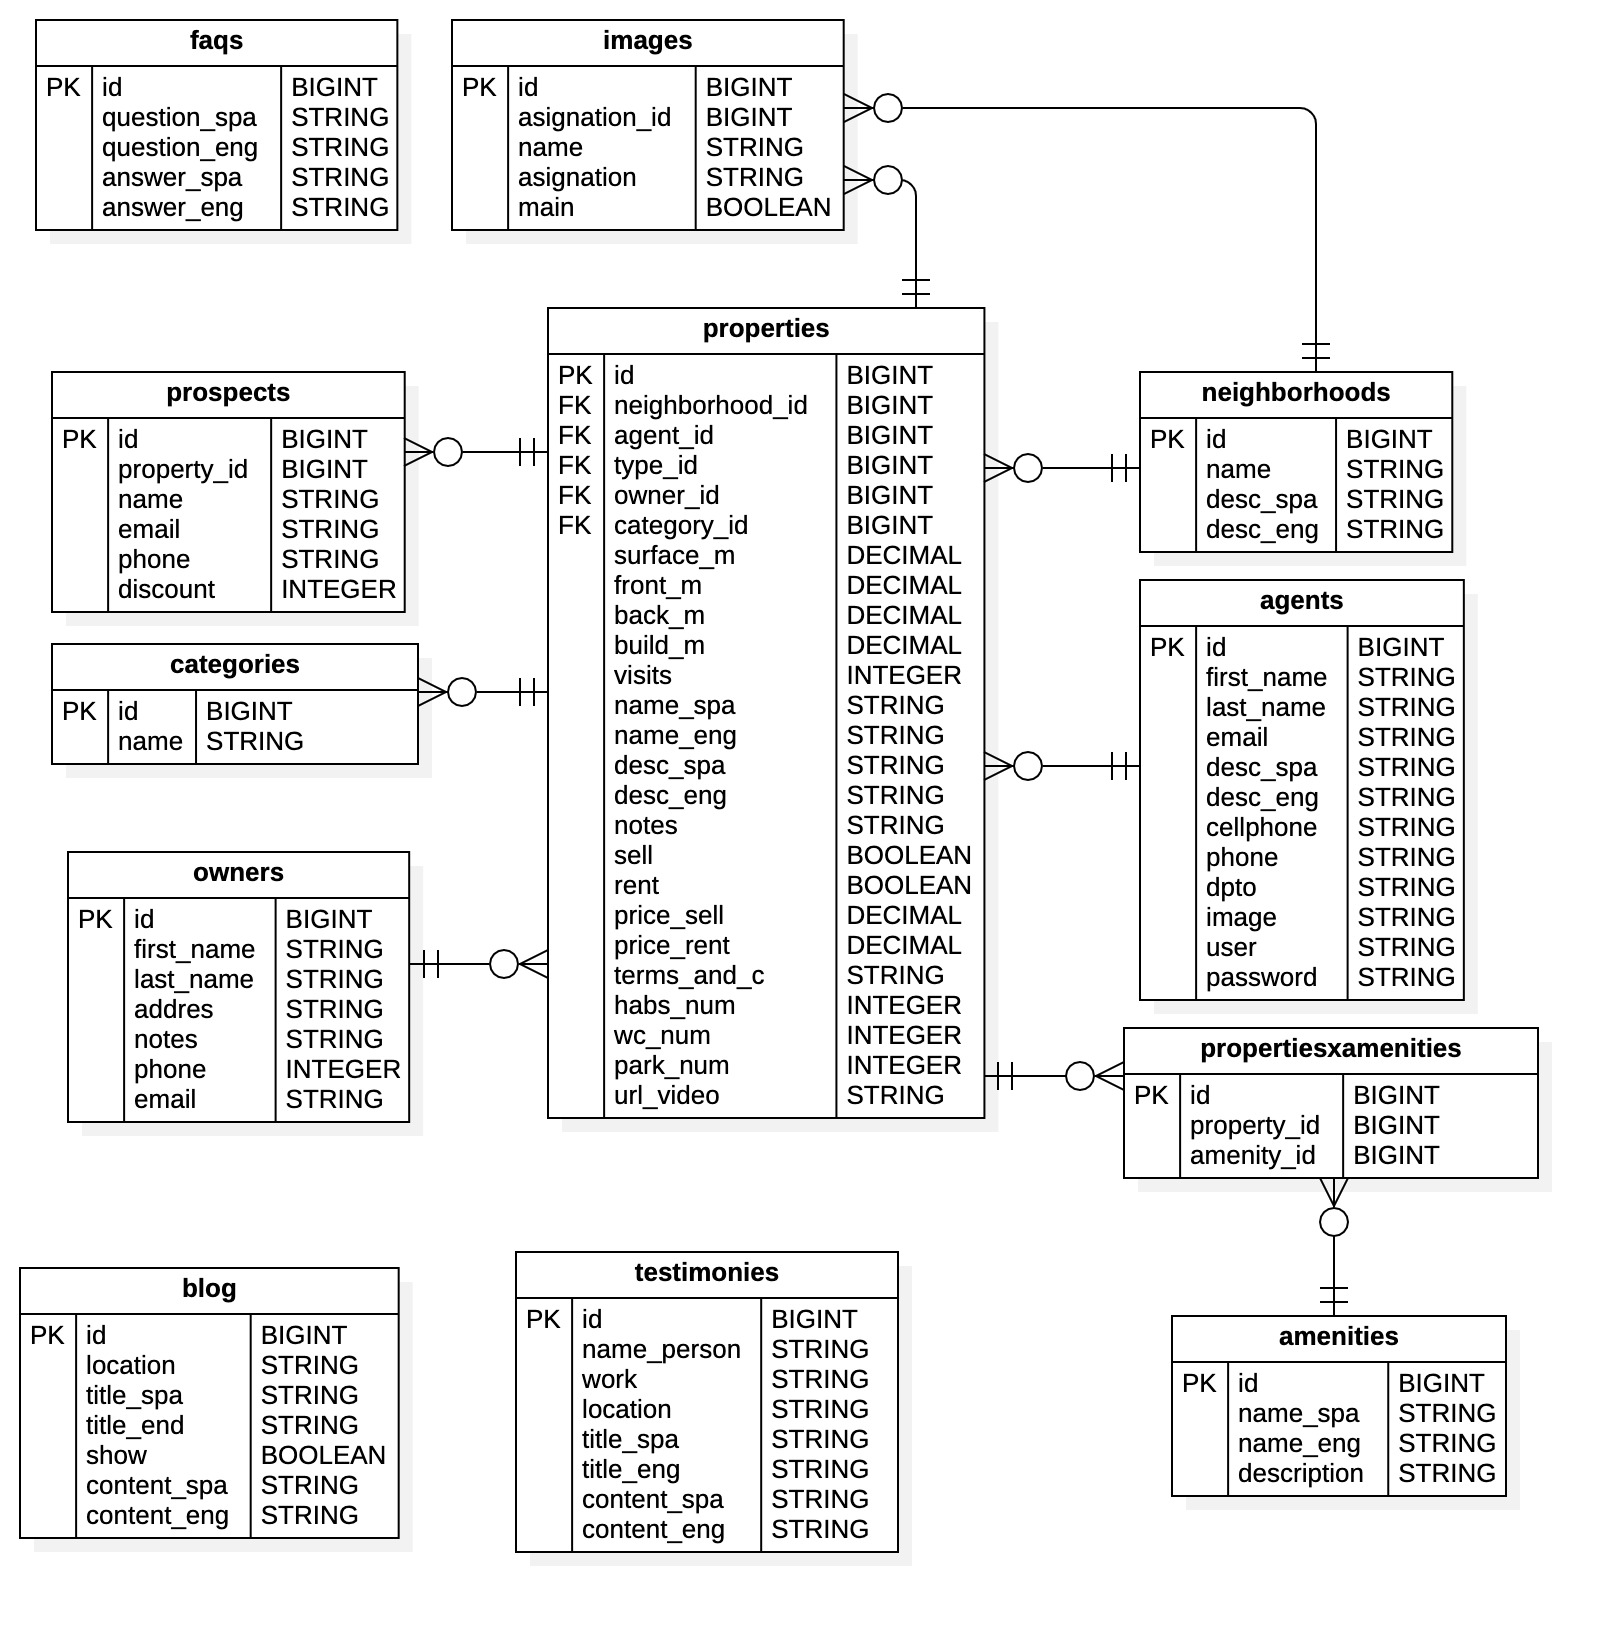 faqs
PK id BIGINT
question_spa STRING
question_eng STRING
answer_spa STRING
answer_eng STRING
images
PK id BIGINT
asignation_id BIGINT
name STRING
asignation STRING
main BOOLEAN
properties
PK id BIGINT
FK neighborhood_id BIGINT
FK agent_id BIGINT
FK type_id BIGINT
FK owner_id BIGINT
FK category_id BIGINT
surface_m DECIMAL
front_m DECIMAL
back_m DECIMAL
build_m DECIMAL
visits INTEGER
name_spa STRING
name_eng STRING
desc_spa STRING
desc_eng STRING
notes STRING
sell BOOLEAN
rent BOOLEAN
price_sell DECIMAL
price_rent DECIMAL
terms_and_c STRING
habs_num INTEGER
wc_num INTEGER
park_num INTEGER
url_video STRING
prospects
PK id BIGINT
property_id BIGINT
name STRING
email STRING
phone STRING
discount INTEGER
categories
PK id BIGINT
name STRING
owners
PK id BIGINT
first_name STRING
last_name STRING
addres STRING
notes STRING
phone INTEGER
email STRING
neighborhoods
PK id BIGINT
name STRING
desc_spa STRING
desc_eng STRING
agents
PK id BIGINT
first_name STRING
last_name STRING
email STRING
desc_spa STRING
desc_eng STRING
cellphone STRING
phone STRING
dpto STRING
image STRING
user STRING
password STRING
propertiesxamenities
PK id BIGINT
property_id BIGINT
amenity_id BIGINT
blog
PK id BIGINT
location STRING
title_spa STRING
title_end STRING
show BOOLEAN
content_spa STRING
content_eng STRING
testimonies
PK id BIGINT
name_person STRING
work STRING
location STRING
title_spa STRING
title_eng STRING
content_spa STRING
content_eng STRING
amenities
PK id BIGINT
name_spa STRING
name_eng STRING
description STRING